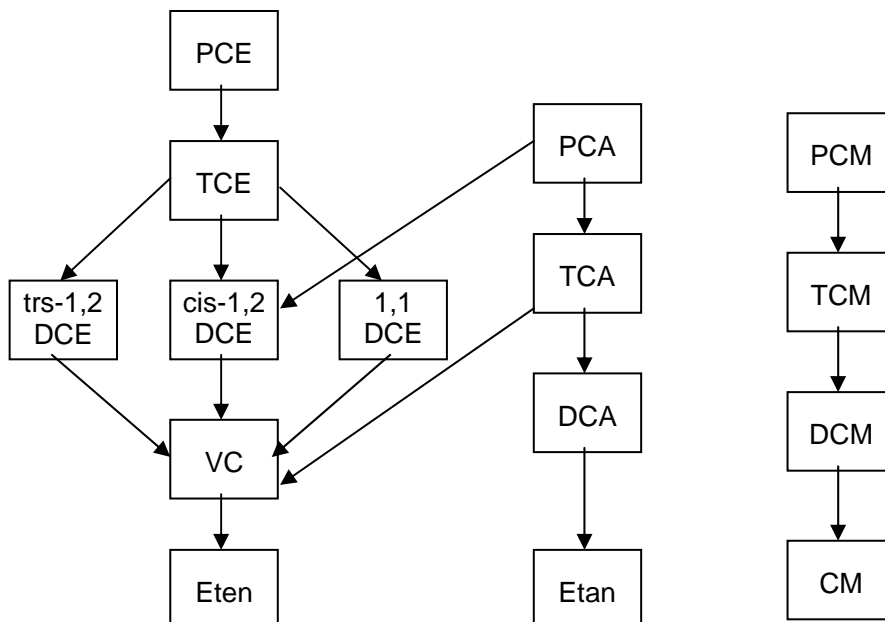 PCE
TCE
trs-1,2
DCE
cis-1,2
DCE
1,1
DCE
VC
Eten
PCA
TCA
DCA
Etan
PCM
TCM
DCM
CM